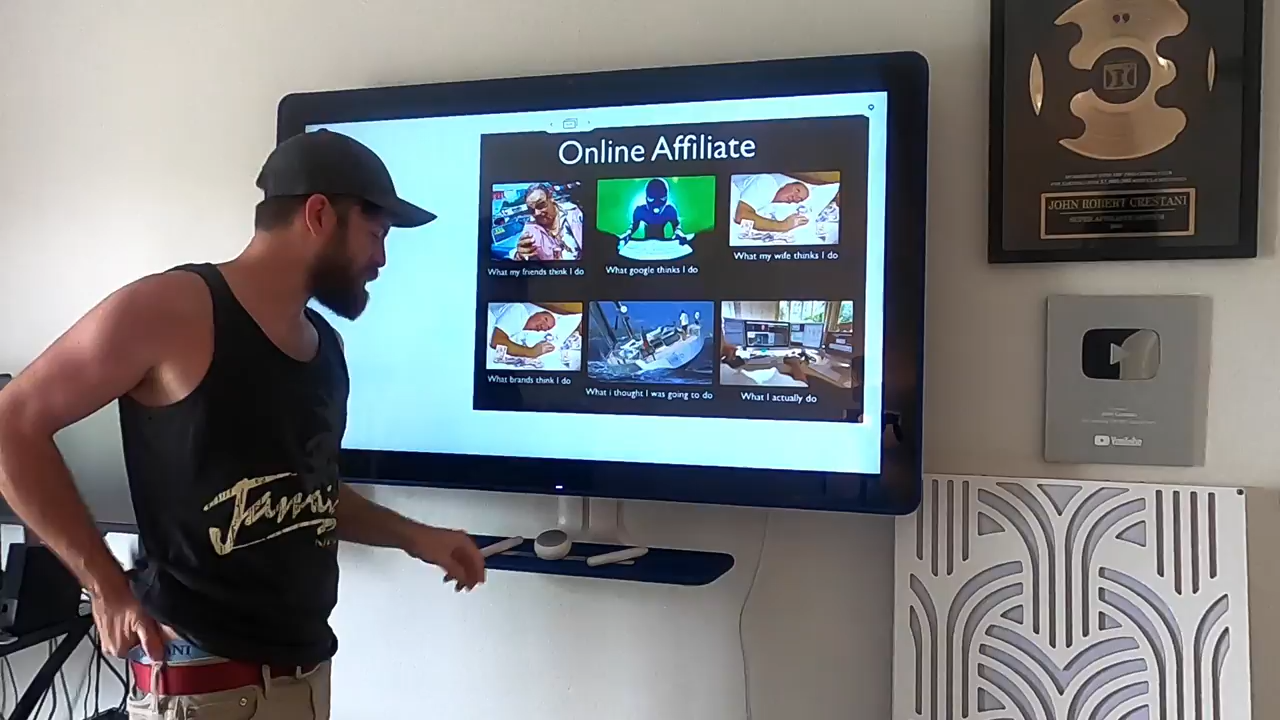 Online Affiliate
What my friends think I do
What google thinks I do
What my wife thinks I do
What brands think I do
What i thought I was going to do
What I actually do
JOHN ROBERT CRESTANI
YouTube